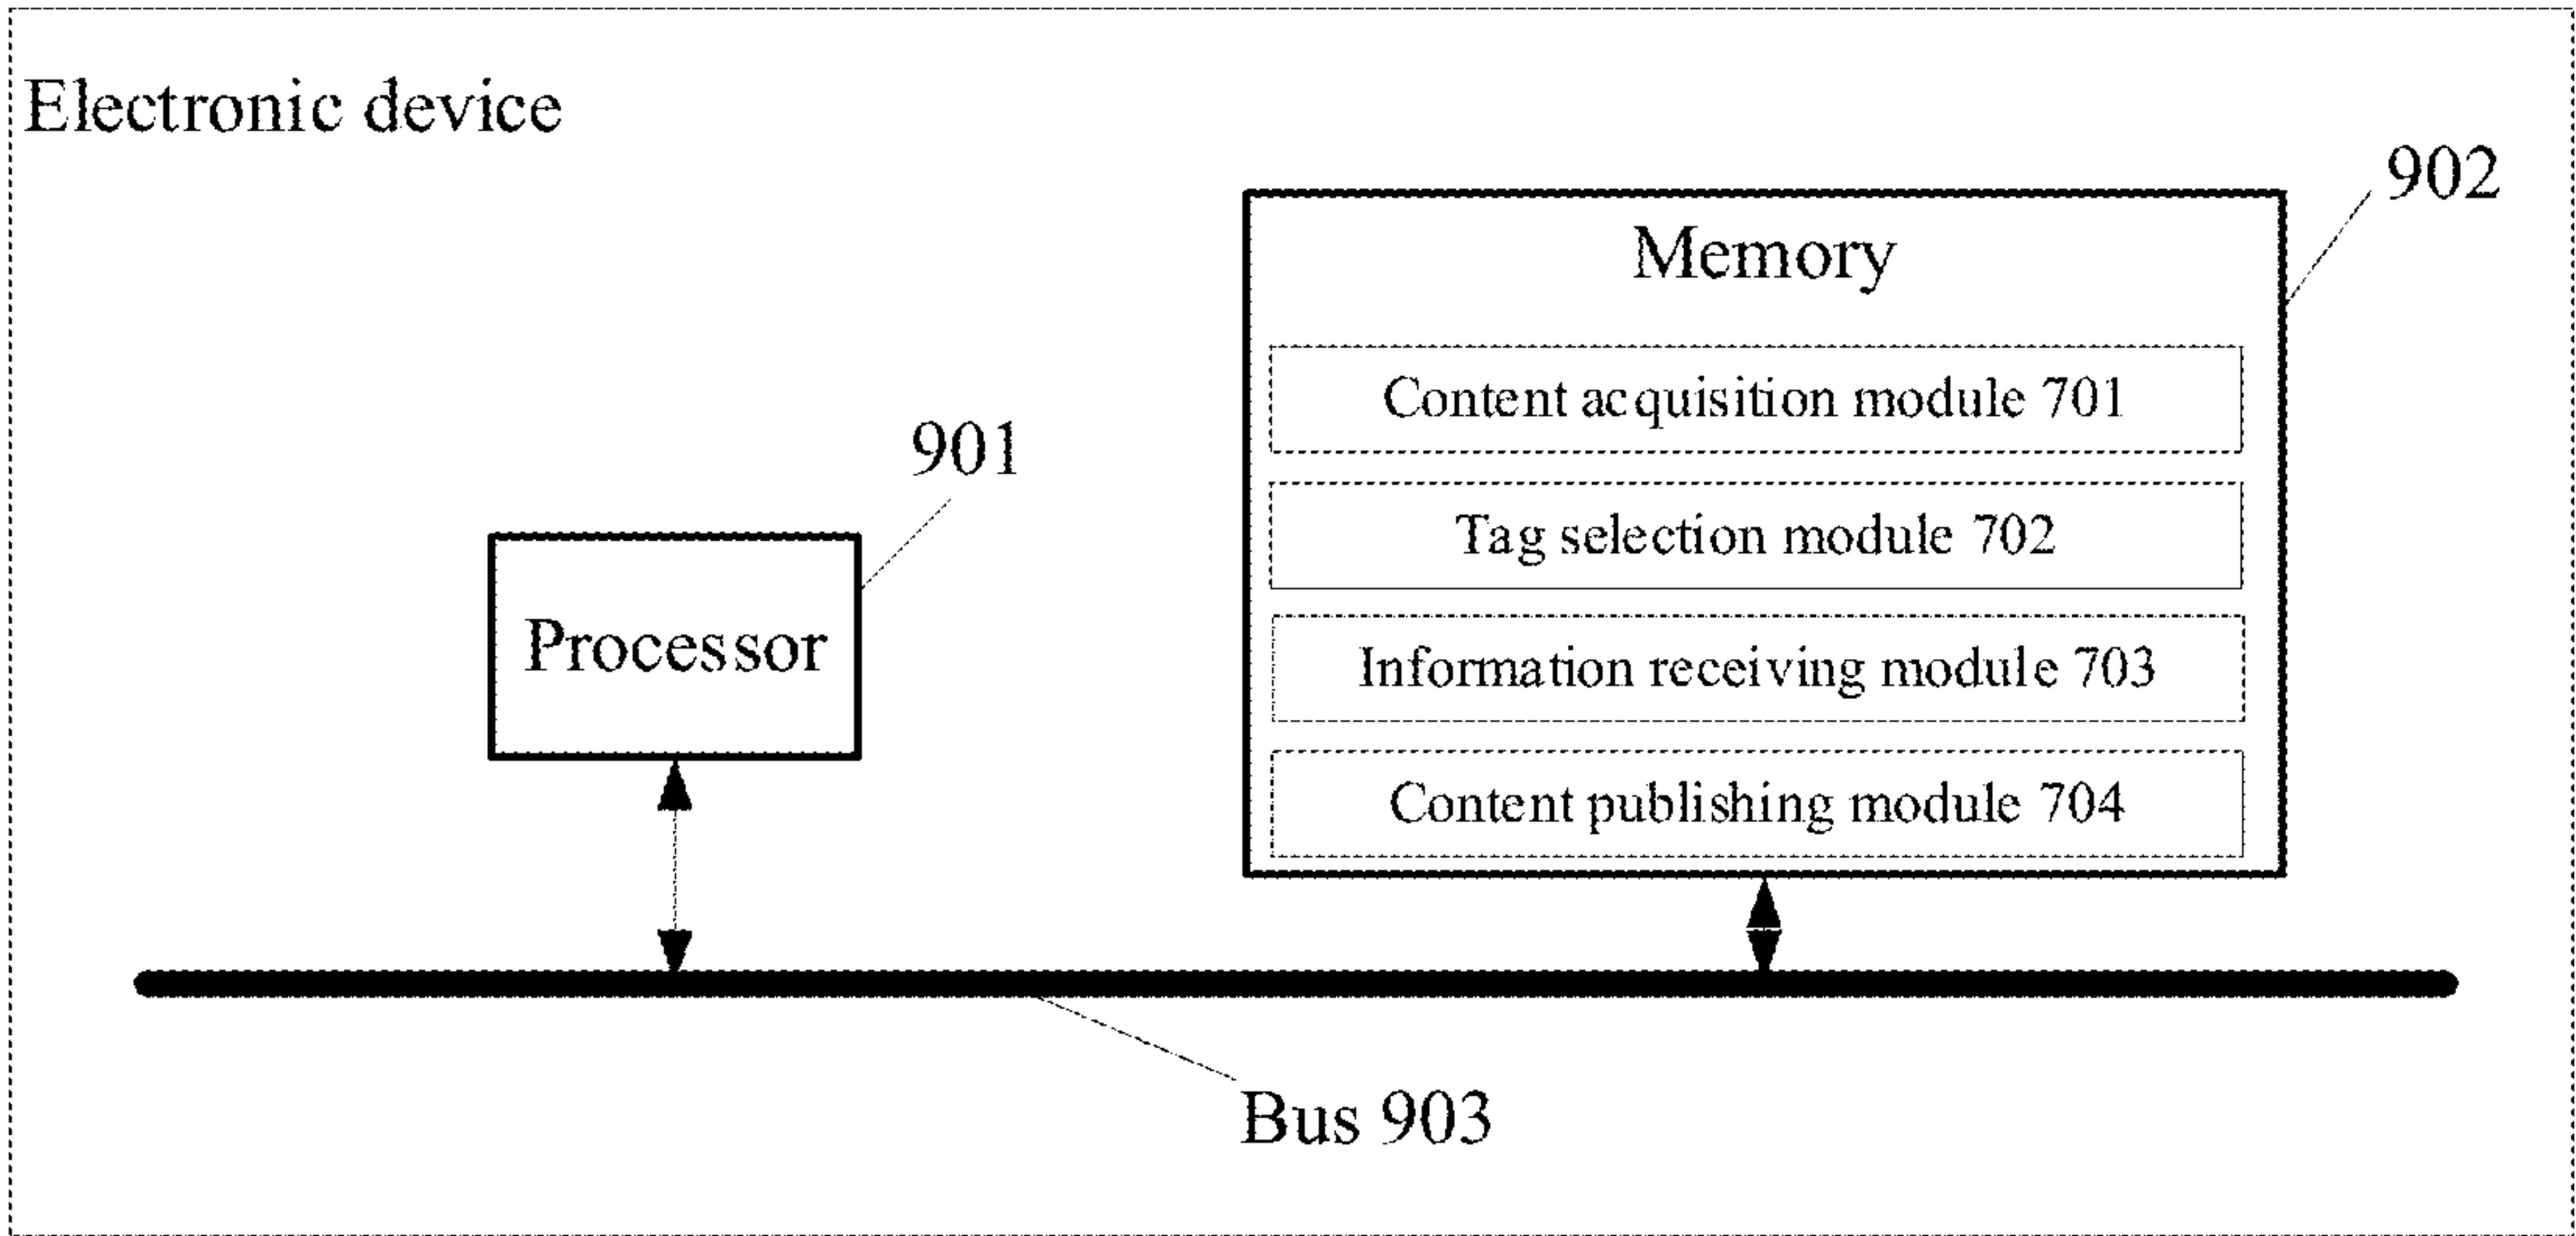 Electronic device
902
Memory
Content acquisition module 701
901
Tag selection module 702
Processor
Information receiving module 703
Content publishing module 704
Bus 903